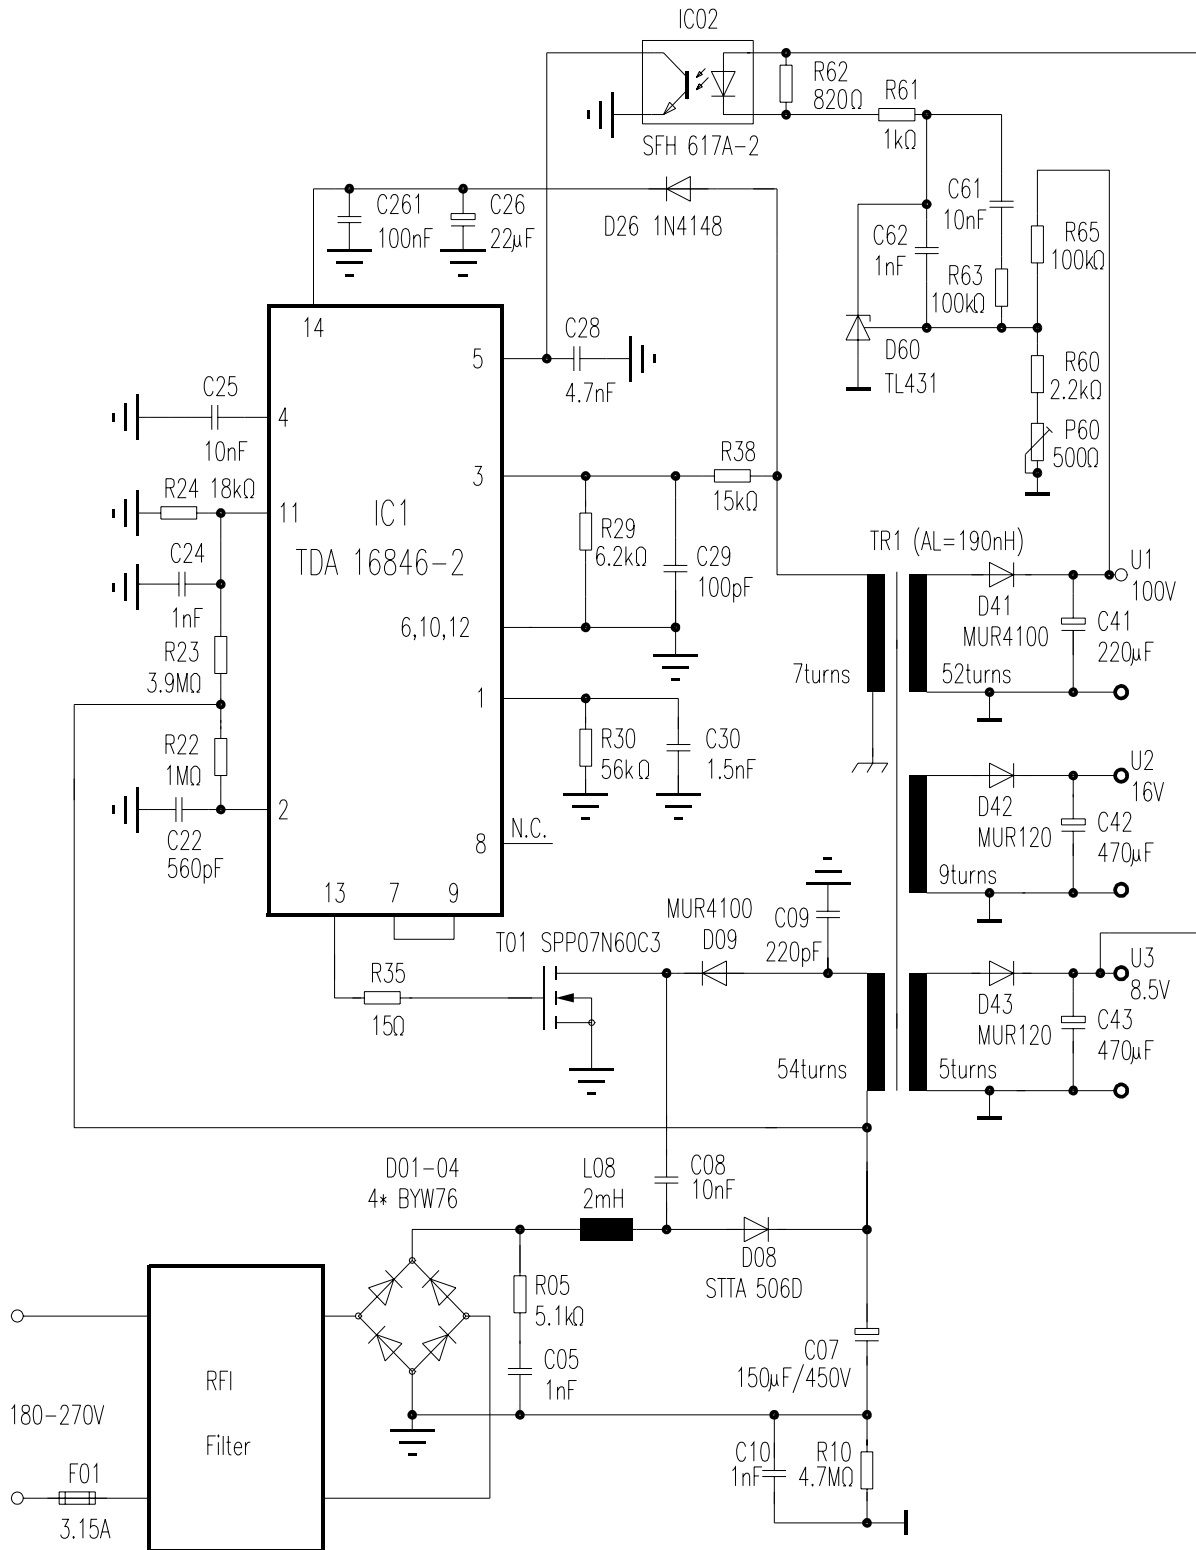 IC02
SFH 617A-2
R62
820Ω
R61
1kΩ
C61
10nF
C62
1nF
R63
100kΩ
R65
100kΩ
D60
TL431
R60
2.2kΩ
P60
500Ω
C261
100nF
C26
22µF
D26 1N4148
14
5
C28
4.7nF
C25
10nF
4
R24 18kΩ
11
IC1
TDA 16846-2
3
R38
15kΩ
R29
6.2kΩ
C29
100pF
C24
1nF
6,10,12
R23
3.9MΩ
1
R30
56kΩ
C30
1.5nF
R22
1MΩ
2
C22
560pF
N.C.
8
13
7
9
TR1 (AL=190nH)
U1
100V
D41
MUR4100
C41
220µF
7turns
52turns
U2
16V
D42
MUR120
C42
470µF
9turns
MUR4100
D09
C09
220pF
T01 SPP07N60C3
R35
15Ω
U3
8.5V
D43
MUR120
C43
470µF
54turns
5turns
D01-04
4* BYW76
L08
2mH
C08
10nF
D08
STTA 506D
R05
5.1kΩ
C05
1nF
C07
150µF/450V
C10
1nF
R10
4.7MΩ
RFI
Filter
180-270V
F01
3.15A